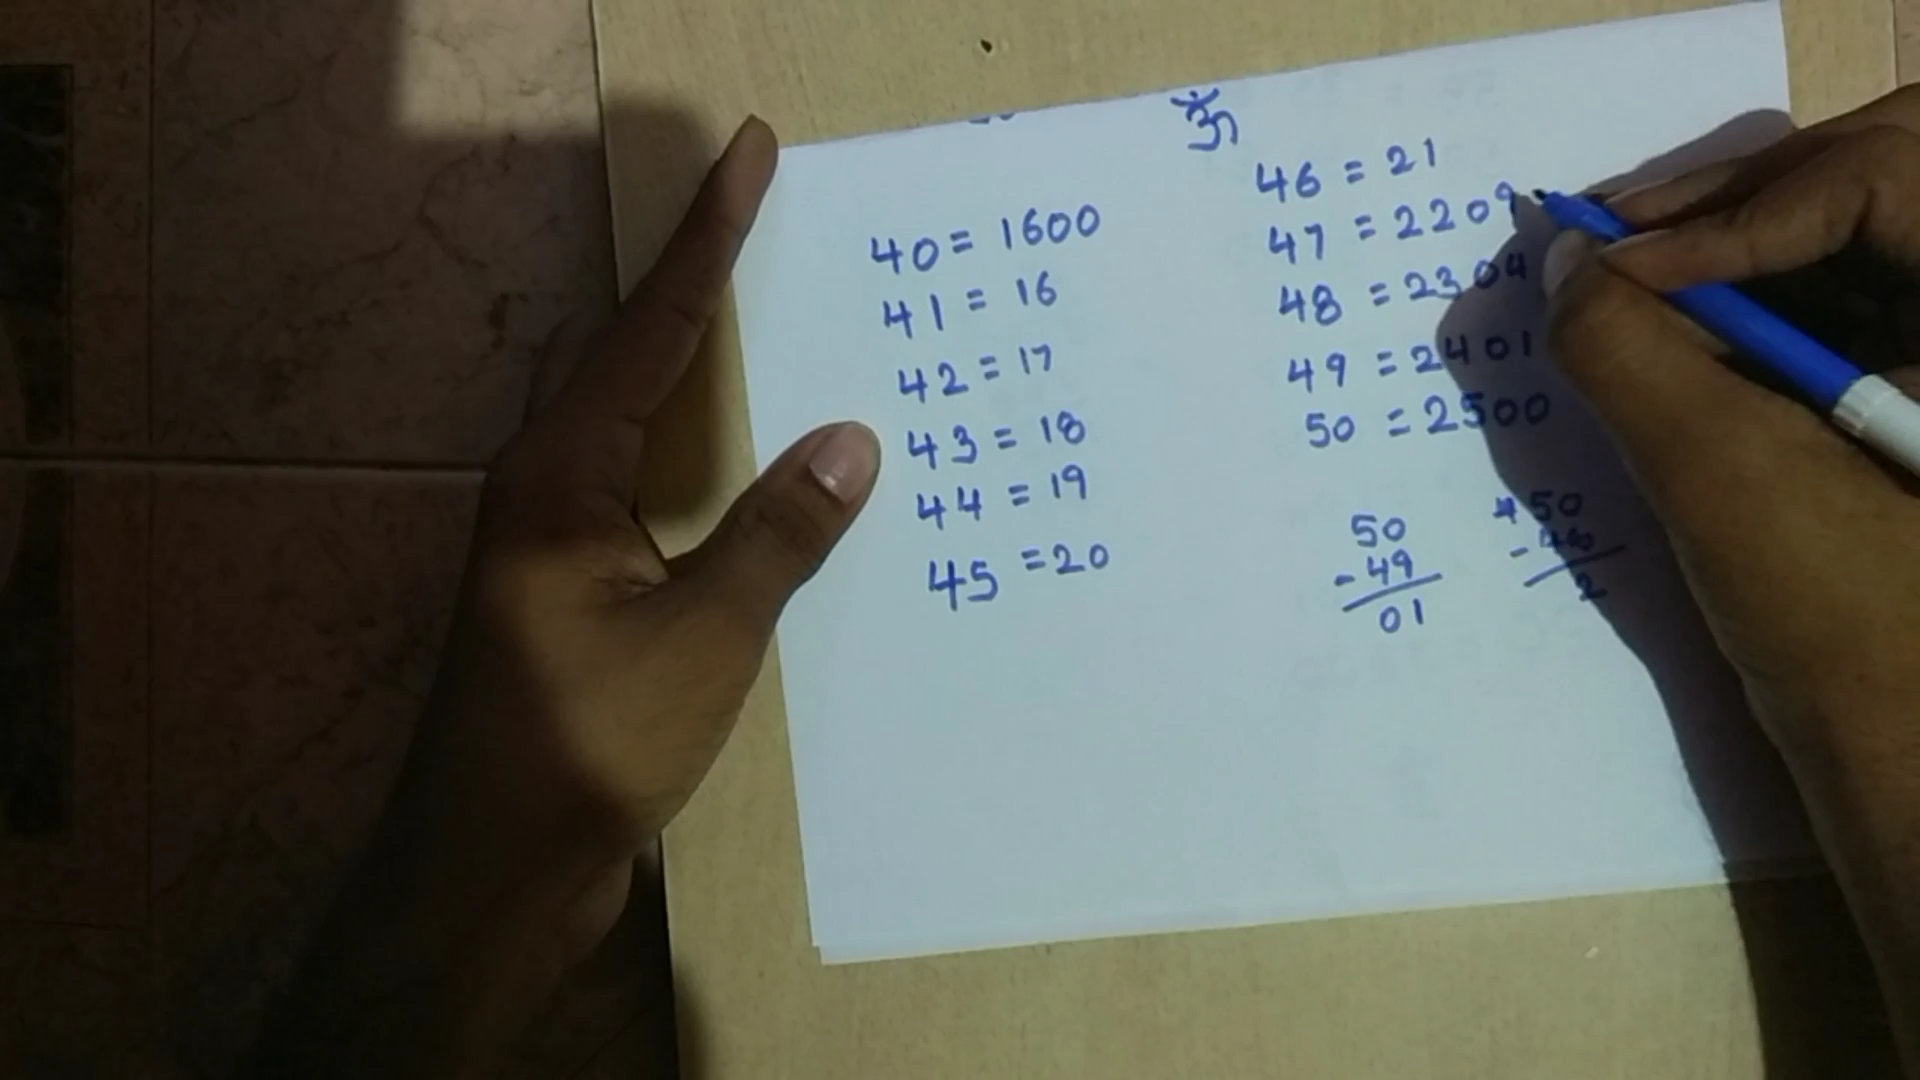 ॐ
40 = 1600
41 = 16
42 = 17
43 = 18
44 = 19
45 = 20
46 = 21
47 = 2209
48 = 2304
49 = 2401
50 = 2500
50
- 49
01
50
-
2